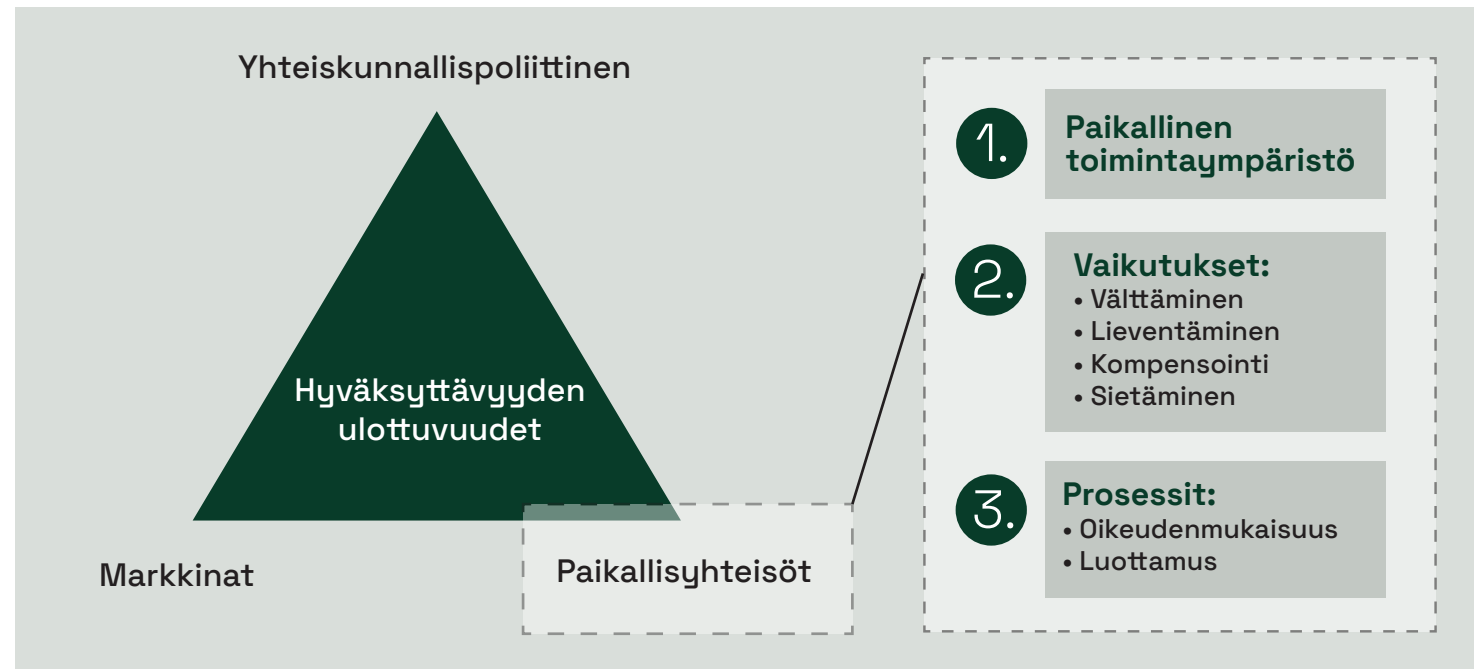 Yhteiskunnallispoliittinen
Hyväksyttävyyden
ulottuvuudet
Markkinat
Paikallisyhteisöt
1.
Paikallinen
toimintaympäristö
2.
Vaikutukset:
• Välttäminen
• Lieventäminen
• Kompensointi
• Sietäminen
3.
Prosessit:
• Oikeudenmukaisuus
• Luottamus